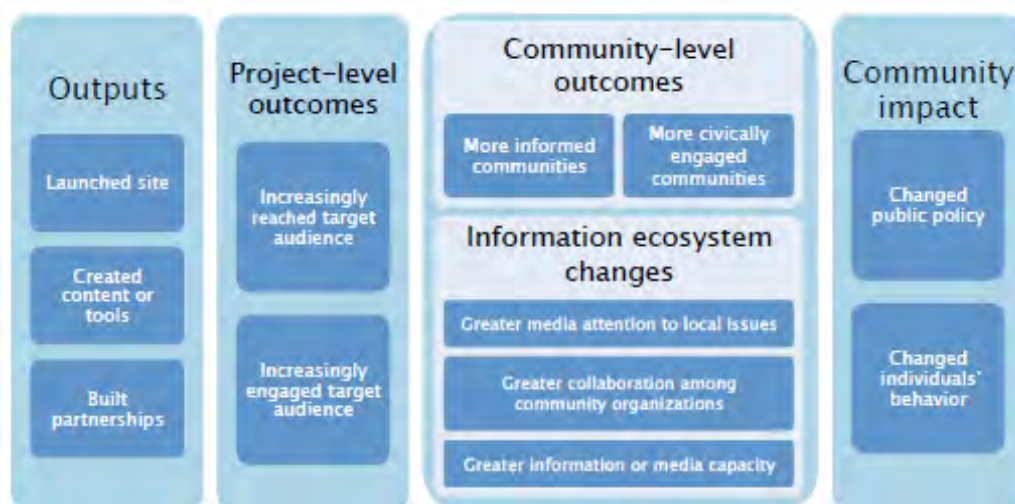 Outputs
Launched site
Created
content or
tools
Built
partnerships
Project-level
outcomes
Increasingly
reached target
audience
Increasingly
engaged target
audience
Community-level
outcomes
More informed
communities
More civically
engaged
communities
Information ecosystem
changes
Greater media attention to local issues
Greater collaboration among
community organizations
Greater information or media capacity
Community
impact
Changed
public policy
Changed
individuals'
behavior